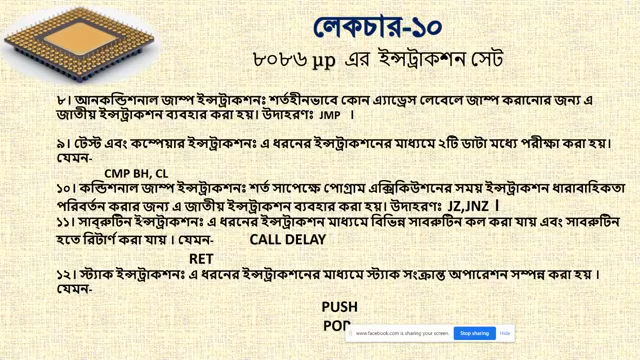 লেকচার-১০
৮০৮৬ µp এর ইন্সট্রাকশন সেট
৮। আনকন্ডিশনাল জাম্প ইন্সট্রাকশনঃ শর্তহীনভাবে কোন এ্যাড্রেস লেবেলে জাম্প করানোর জন্য এ
জাতীয় ইন্সট্রাকশন ব্যবহার করা হয়। উদাহরণঃ JMP ।
৯। টেস্ট এবং কম্পেয়ার ইন্সট্রাকশনঃ এ ধরনের ইন্সট্রাকশনের মাধ্যমে ২টি ডাটা মধ্যে পরীক্ষা করা হয়।
যেমন-
CMP BH, CL
১০। কন্ডিশনাল জাম্প ইন্সট্রাকশনঃ শর্ত সাপেক্ষে পোগ্রাম এক্সিকিউশনের সময় ইন্সট্রাকশন ধারাবাহিকতা
পরিবর্তন করার জন্য এ জাতীয় ইন্সট্রাকশন ব্যবহার করা হয়। উদাহরণঃ JZ,JNZ ।
১১। সাব্রুটিন ইন্সট্রাকশনঃ এ ধরনের ইন্সট্রাকশন মাধ্যমে বিভিন্ন সাবরুটিন কল করা যায় এবং সাবরুটিন
হতে রিটার্ণ করা যায় । যেমন- CALL DELAY
RET
১২। স্ট্যাক ইন্সট্রাকশনঃ এ ধরনের ইন্সট্রাকশনের মাধ্যমে স্ট্যাক সংক্রান্ত অপারেশন সম্পন্ন করা হয় ।
যেমন-
PUSH
POP
www.facebook.com is sharing your screen. Stop sharing Hide